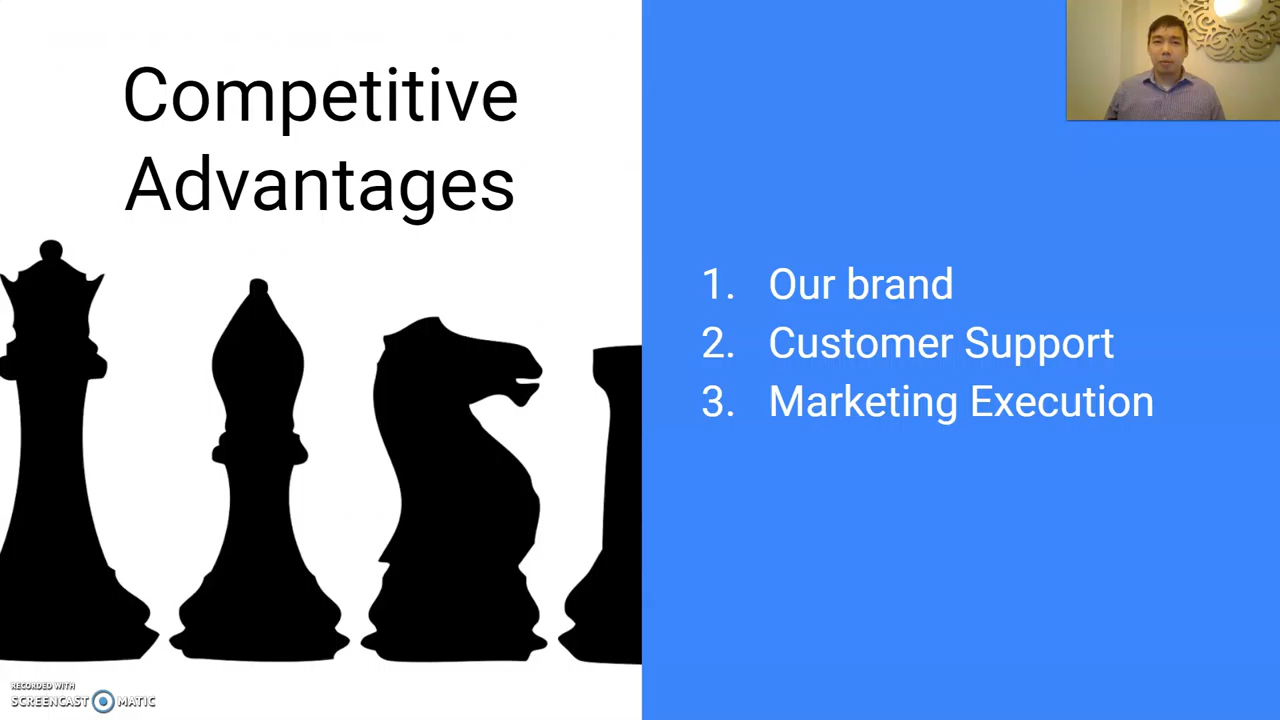 Competitive
Advantages
1. Our brand
2. Customer Support
3. Marketing Execution
RECORDED WITH
SCREENCAST MATIC